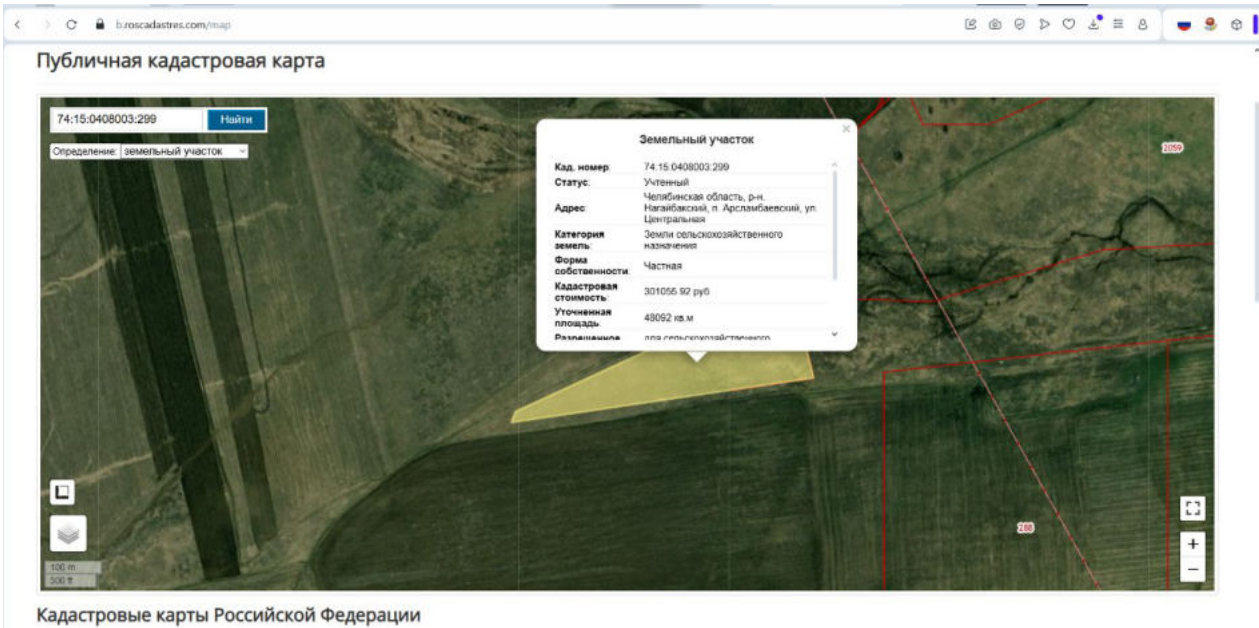 b.roscadastres.com/map
Публичная кадастровая карта
74:15:0408003:299 Найти
Определение: земельный участок
Земельный участок
Кад. номер: 74:15:0408003:299
Статус: Учтенный
Адрес: Челябинская область, р-н.
Нагайбакский, п. Арсламбаевский, ул.
Центральная
Категория земель: Земли сельскохозяйственного
назначения
Форма собственности: Частная
Кадастровая стоимость: 301055.92 руб
Уточненная площадь: 48092 кв.м
Разрешенное для сельскохозяйственного
2059
288
100 m
300 ft
Кадастровые карты Российской Федерации